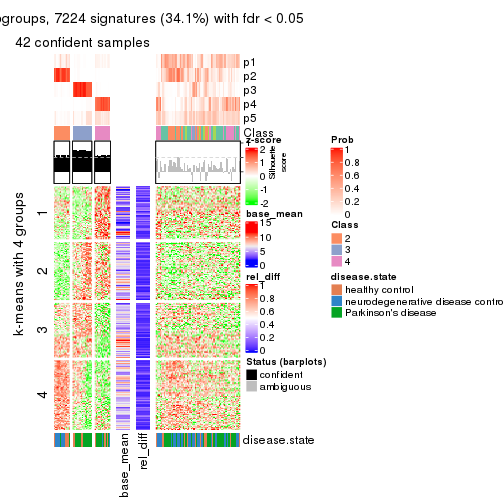 ogroups, 7224 signatures (34.1%) with fdr < 0.05
42 confident samples
p1
p2
p3
p4
p5
Class
z-score
2
1
0
-1
-2
Silhouette
score
base_mean
15
10
5
0
rel_diff
1
0.8
0.6
0.4
0.2
0
Status (barplots)
confident
ambiguous
Prob
1
0.8
0.6
0.4
0.2
0
Class
2
3
4
disease.state
healthy control
neurodegenerative disease contro
Parkinson's disease
k-means with 4 groups
1
2
3
4
base_mean
rel_diff
disease.state